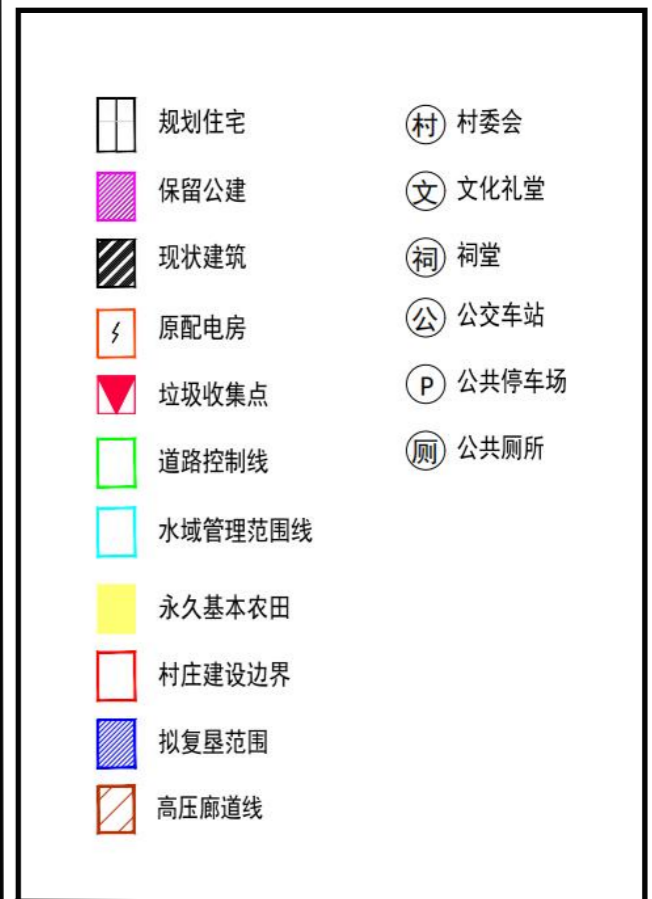 规划住宅
保留公建
现状建筑
原配电房
垃圾收集点
道路控制线
水域管理范围线
永久基本农田
村庄建设边界
拟复垦范围
高压廊道线
村 村委会
文 文化礼堂
祠 祠堂
公 公交车站
P 公共停车场
厕 公共厕所